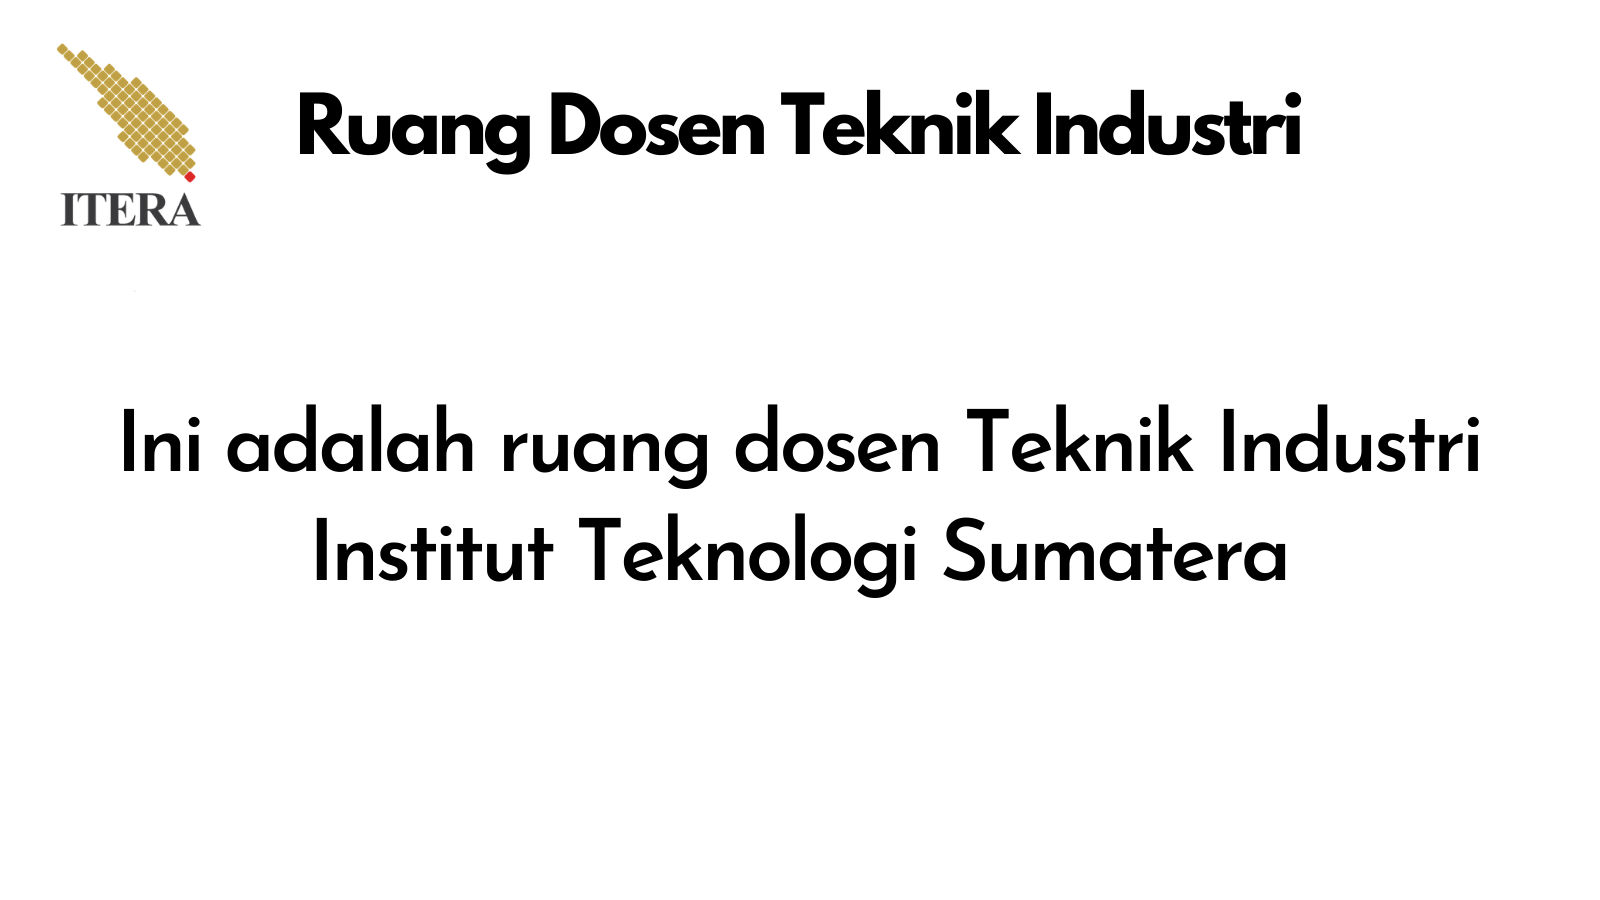 ITERA
Ruang Dosen Teknik Industri
Ini adalah ruang dosen Teknik Industri
Institut Teknologi Sumatera